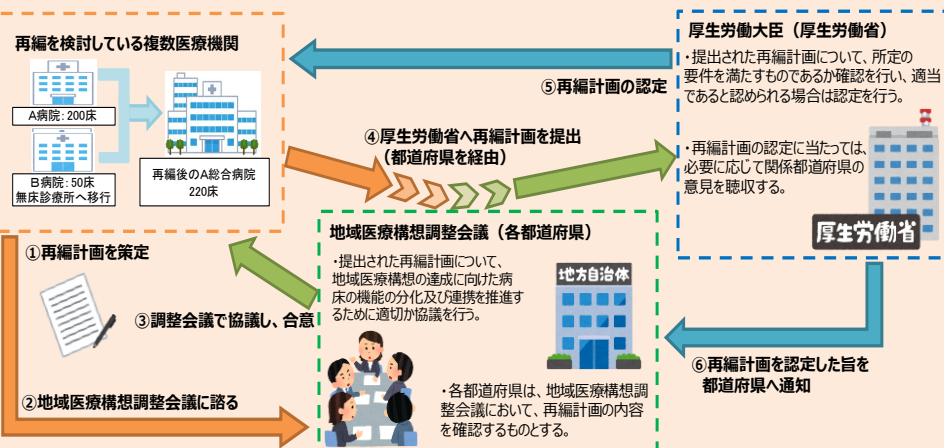 再編を検討している複数医療機関
A病院：200床
B病院：50床
無床診療所へ移行
再編後のA総合病院
220床
①再編計画を策定
②地域医療構想調整会議に諮る
③調整会議で協議し、合意
④厚生労働省へ再編計画を提出
（都道府県を経由）
⑤再編計画の認定
厚生労働大臣（厚生労働省）
・提出された再編計画について、所定の
要件を満たすものであるか確認を行い、適当
であると認められる場合は認定を行う。
・再編計画の認定に当たっては、
必要に応じて関係都道府県の
意見を聴収する。
厚生労働省
地域医療構想調整会議（各都道府県）
・提出された再編計画について、
地域医療構想の達成に向けた病
床の機能の分化及び連携を推進す
るために適切か協議を行う。
地方自治体
・各都道府県は、地域医療構想調
整会議において、再編計画の内容
を確認するものとする。
⑥再編計画を認定した旨を
都道府県へ通知